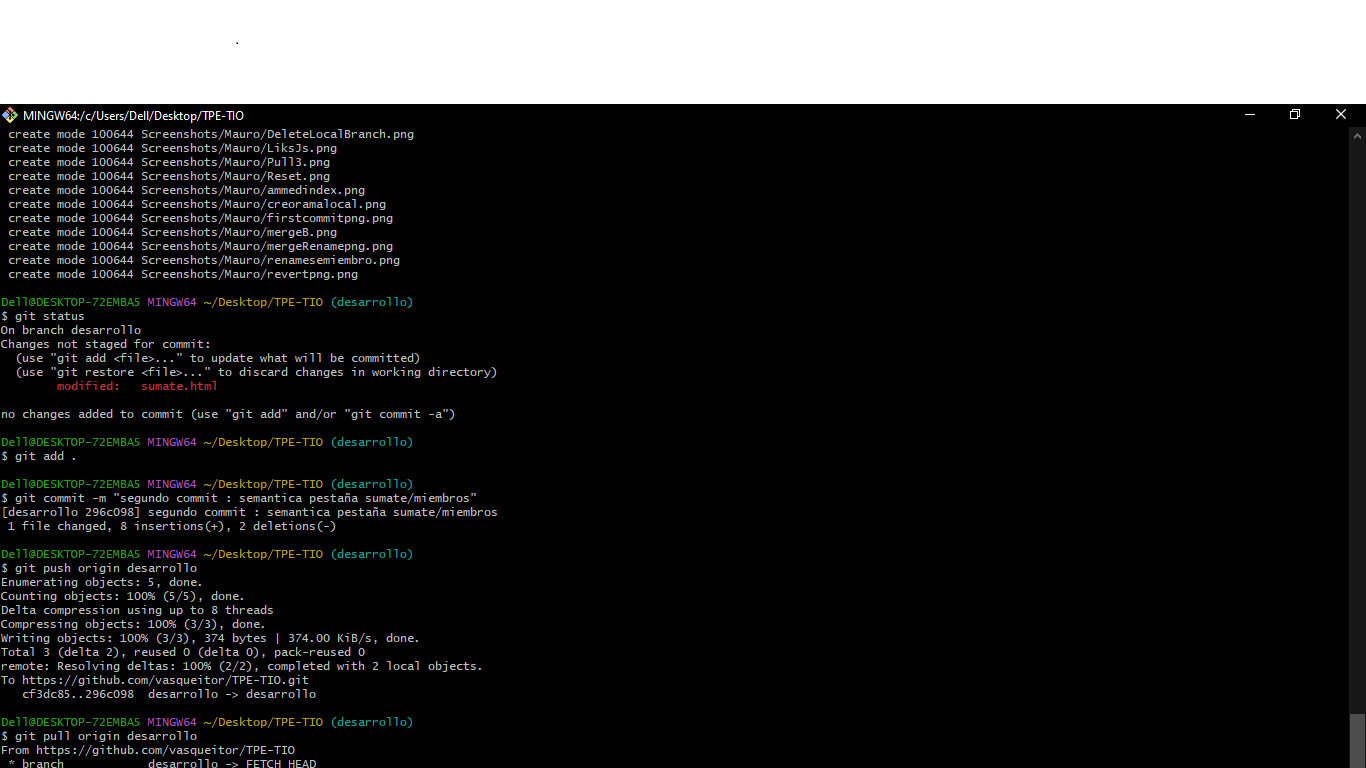 MINGW64:/c/Users/Dell/Desktop/TPE-TIO
create mode 100644 Screenshots/Mauro/DeleteLocalBranch.png
create mode 100644 Screenshots/Mauro/LiksJs.png
create mode 100644 Screenshots/Mauro/Pull3.png
create mode 100644 Screenshots/Mauro/Reset.png
create mode 100644 Screenshots/Mauro/ammedindex.png
create mode 100644 Screenshots/Mauro/creoramalocal.png
create mode 100644 Screenshots/Mauro/firstcommitpng.png
create mode 100644 Screenshots/Mauro/mergeB.png
create mode 100644 Screenshots/Mauro/mergeRenamepng.png
create mode 100644 Screenshots/Mauro/renamesemiembro.png
create mode 100644 Screenshots/Mauro/revertpng.png
Dell@DESKTOP-72EMBA5 MINGW64 ~/Desktop/TPE-TIO (desarrollo)
$ git status
On branch desarrollo
Changes not staged for commit:
(use "git add <file>..." to update what will be committed)
(use "git restore <file>..." to discard changes in working directory)
modified: sumate.html
no changes added to commit (use "git add" and/or "git commit -a")
Dell@DESKTOP-72EMBA5 MINGW64 ~/Desktop/TPE-TIO (desarrollo)
$ git add .
Dell@DESKTOP-72EMBA5 MINGW64 ~/Desktop/TPE-TIO (desarrollo)
$ git commit -m "segundo commit : semantica pestaña sumate/miembros"
[desarrollo 296c098] segundo commit : semantica pestaña sumate/miembros
1 file changed, 8 insertions(+), 2 deletions(-)
Dell@DESKTOP-72EMBA5 MINGW64 ~/Desktop/TPE-TIO (desarrollo)
$ git push origin desarrollo
Enumerating objects: 5, done.
Counting objects: 100% (5/5), done.
Delta compression using up to 8 threads
Compressing objects: 100% (3/3), done.
Writing objects: 100% (3/3), 374 bytes | 374.00 KiB/s, done.
Total 3 (delta 2), reused 0 (delta 0), pack-reused 0
remote: Resolving deltas: 100% (2/2), completed with 2 local objects.
To https://github.com/vasqueitor/TPE-TIO.git
cf3dc85..296c098 desarrollo -> desarrollo
Dell@DESKTOP-72EMBA5 MINGW64 ~/Desktop/TPE-TIO (desarrollo)
$ git pull origin desarrollo
From https://github.com/vasqueitor/TPE-TIO
* branch desarrollo -> FETCH_HEAD